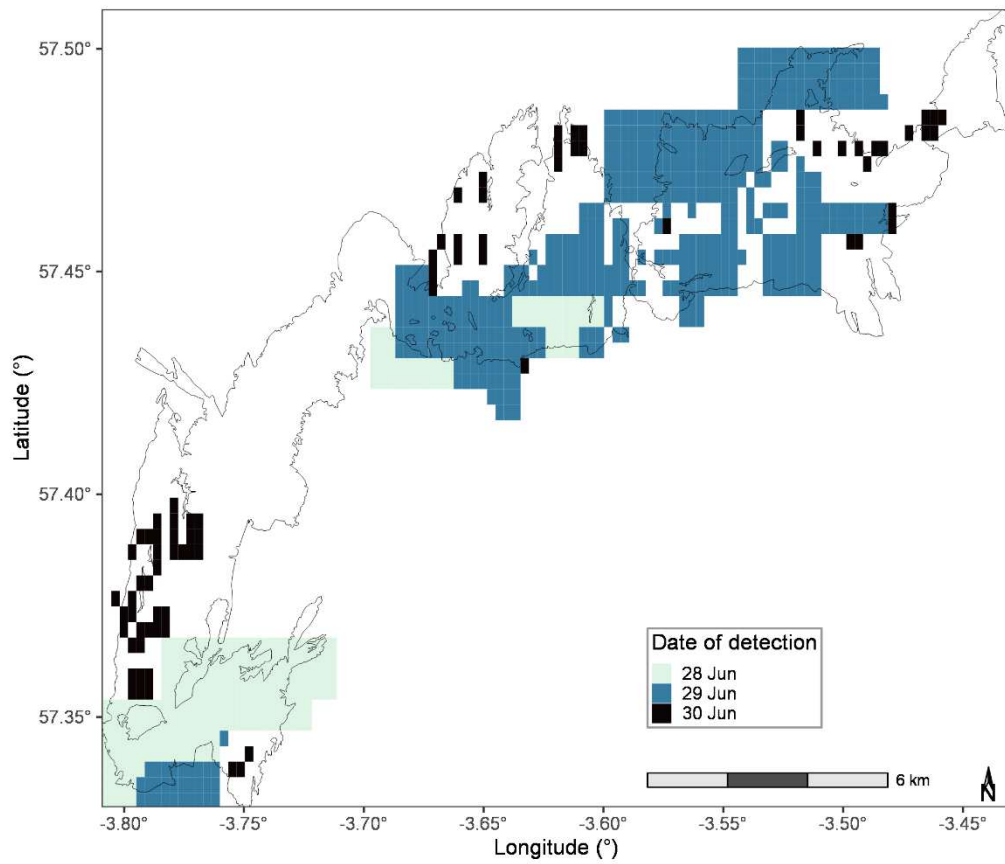 57.50°
57.45°
57.40°
57.35°
Latitude (°)
Date of detection
28 Jun
29 Jun
30 Jun
6 km
N
-3.80°
-3.75°
-3.70°
-3.65°
-3.60°
-3.55°
-3.50°
-3.45°
Longitude (°)